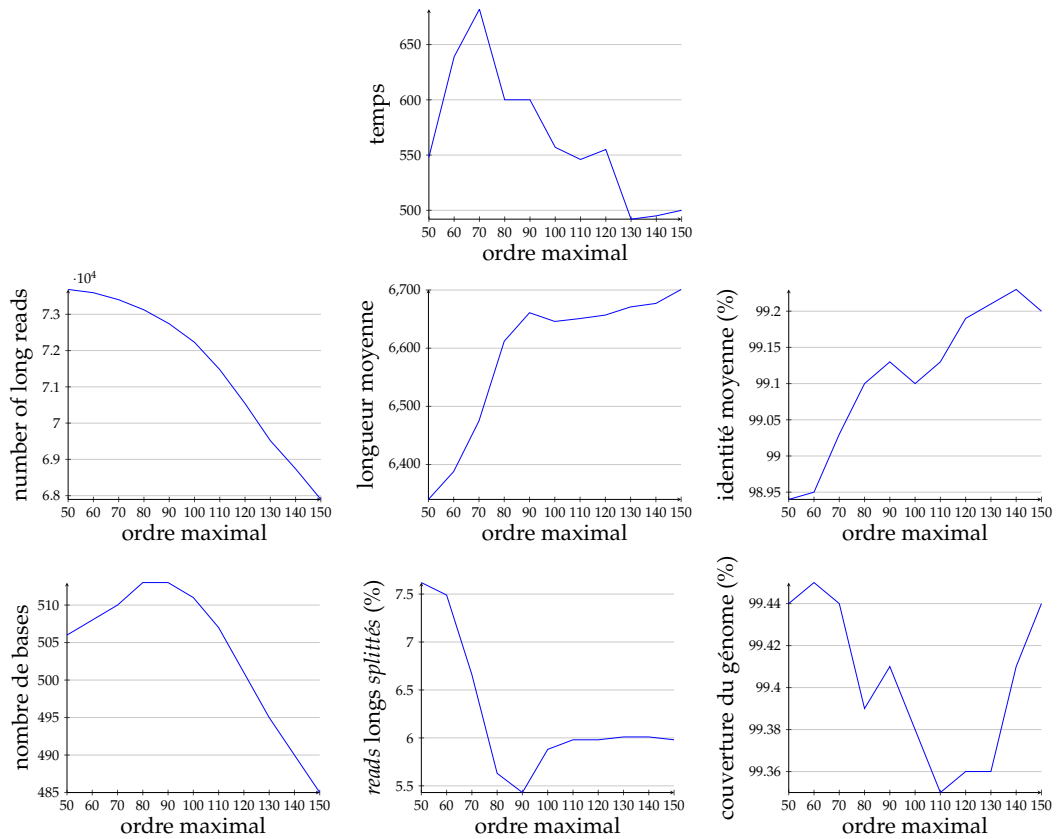 650
600
550
500
temps
50 60 70 80 90 100 110 120 130 140 150
ordre maximal
·10⁴
7.3
7.2
7.1
7
6.9
6.8
number of long reads
50 60 70 80 90 100 110 120 130 140 150
ordre maximal
6,700
6,600
6,500
6,400
longueur moyenne
50 60 70 80 90 100 110 120 130 140 150
ordre maximal
99.2
99.15
99.1
99.05
99
98.95
identité moyenne (%)
50 60 70 80 90 100 110 120 130 140 150
ordre maximal
510
505
500
495
490
485
nombre de bases
50 60 70 80 90 100 110 120 130 140 150
ordre maximal
7.5
7
6.5
6
5.5
reads longs splittés (%)
50 60 70 80 90 100 110 120 130 140 150
ordre maximal
99.44
99.42
99.4
99.38
99.36
couverture du génome (%)
50 60 70 80 90 100 110 120 130 140 150
ordre maximal